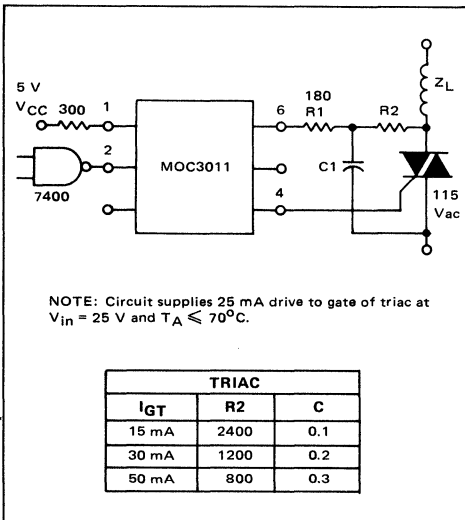 5 V
VCC 300 1
2
7400
MOC3011
6 180
R1 R2
C1
4
ZL
115
Vac
NOTE: Circuit supplies 25 mA drive to gate of triac at
Vin = 25 V and TA ⩽ 70°C.
TRIAC
IGT R2 C
15 mA 2400 0.1
30 mA 1200 0.2
50 mA 800 0.3